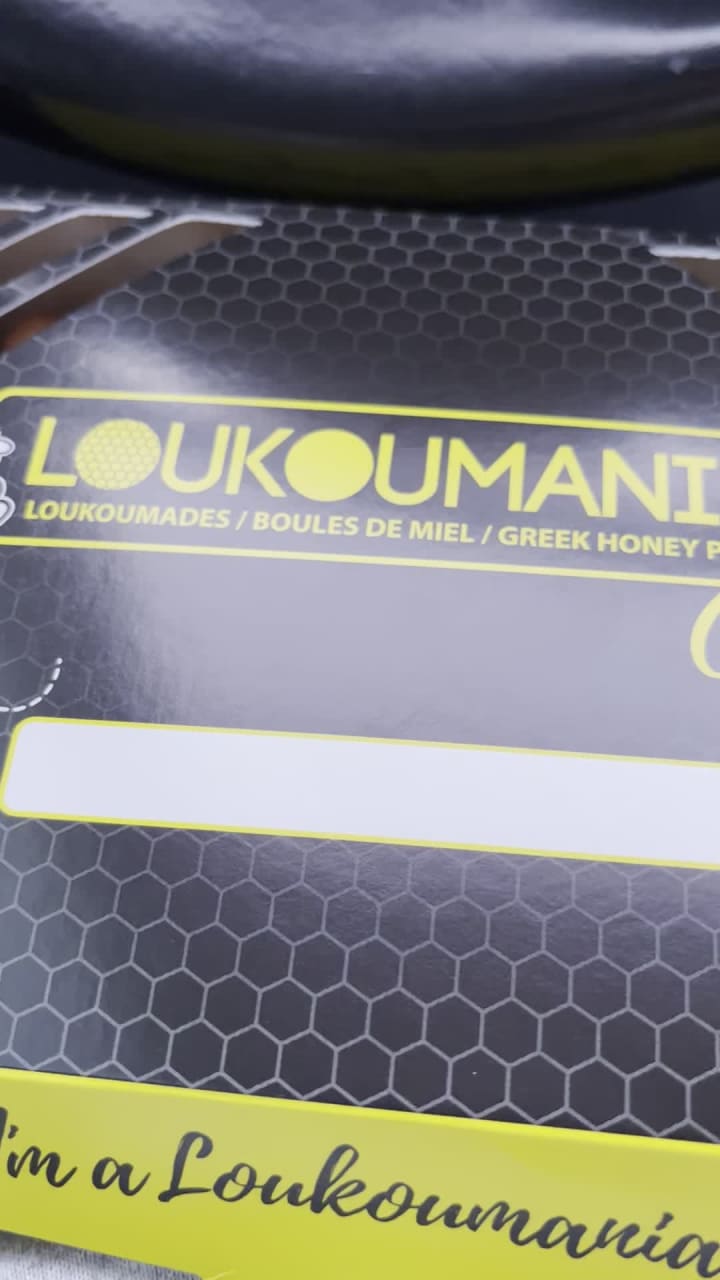 LOUKOUMANI
LOUKOUMADES / BOULES DE MIEL / GREEK HONEY P
I'm a Loukoumania